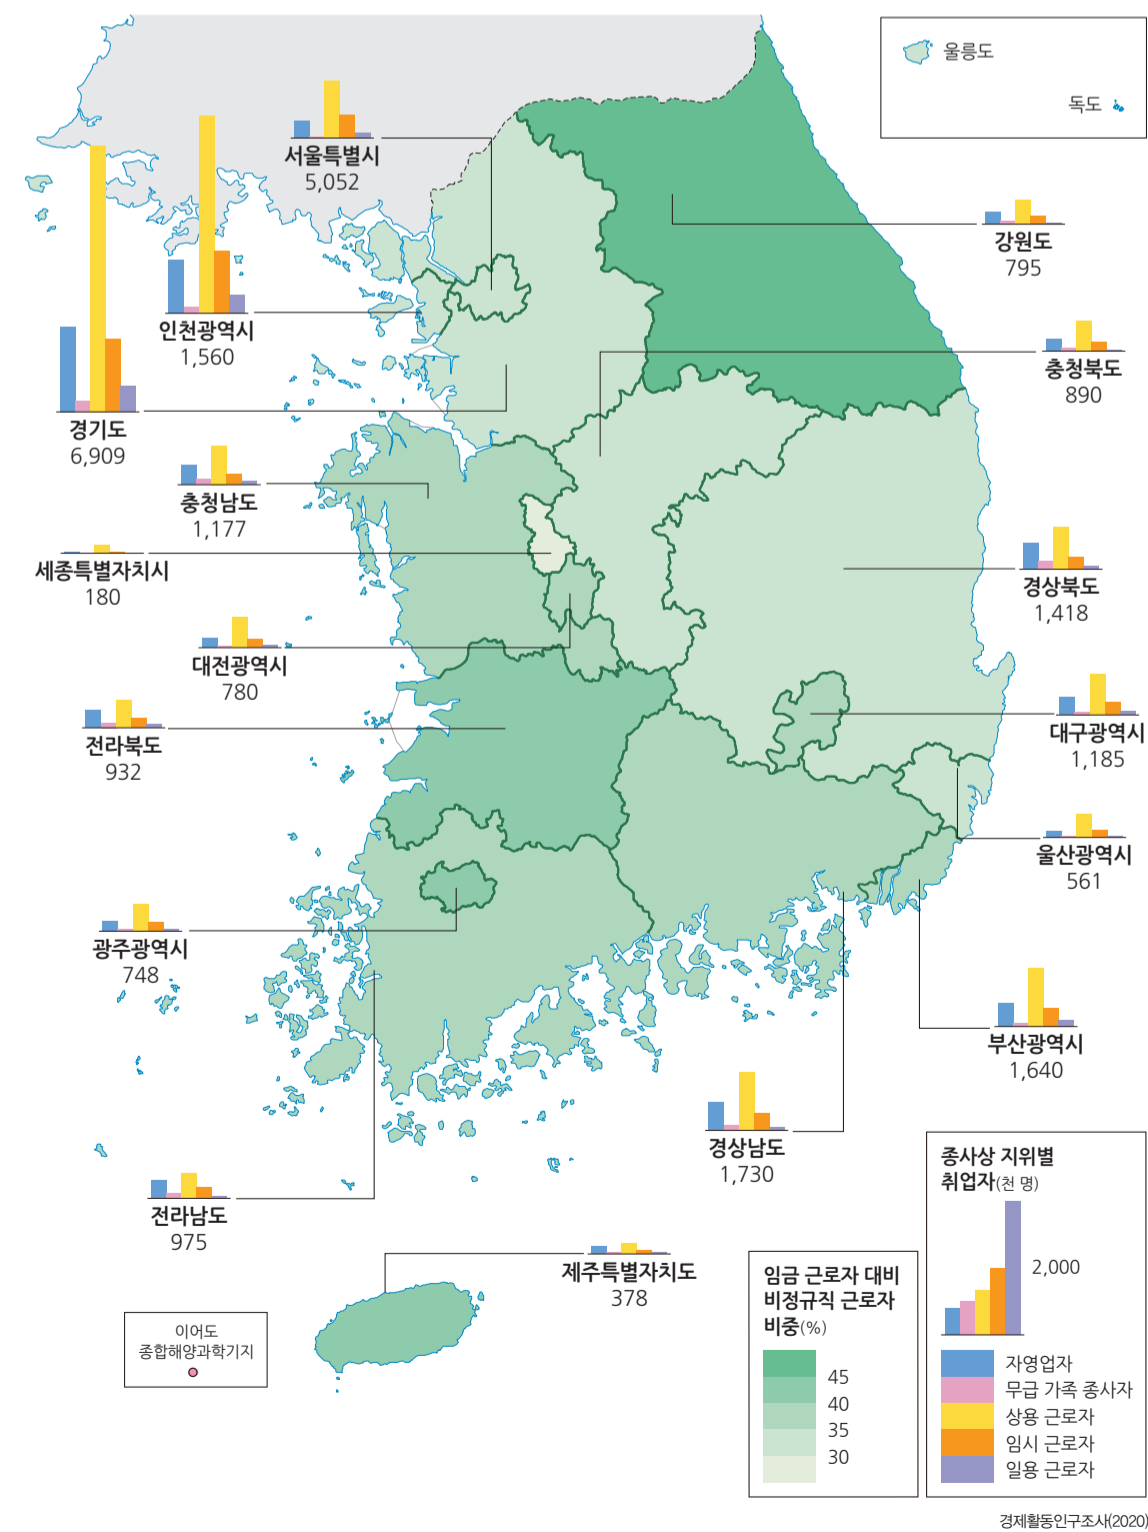 울릉도
독도
서울특별시
5,052
강원도
795
인천광역시
1,560
충청북도
890
경기도
6,909
충청남도
1,177
세종특별자치시
180
경상북도
1,418
대전광역시
780
대구광역시
1,185
전라북도
932
울산광역시
561
광주광역시
748
부산광역시
1,640
경상남도
1,730
전라남도
975
제주특별자치도
378
이어도
종합해양과학기지
임금 근로자 대비
비정규직 근로자
비중(%)
45
40
35
30
종사상 지위별
취업자(천 명)
2,000
자영업자
무급 가족 종사자
상용 근로자
임시 근로자
일용 근로자
경제활동인구조사(2020)